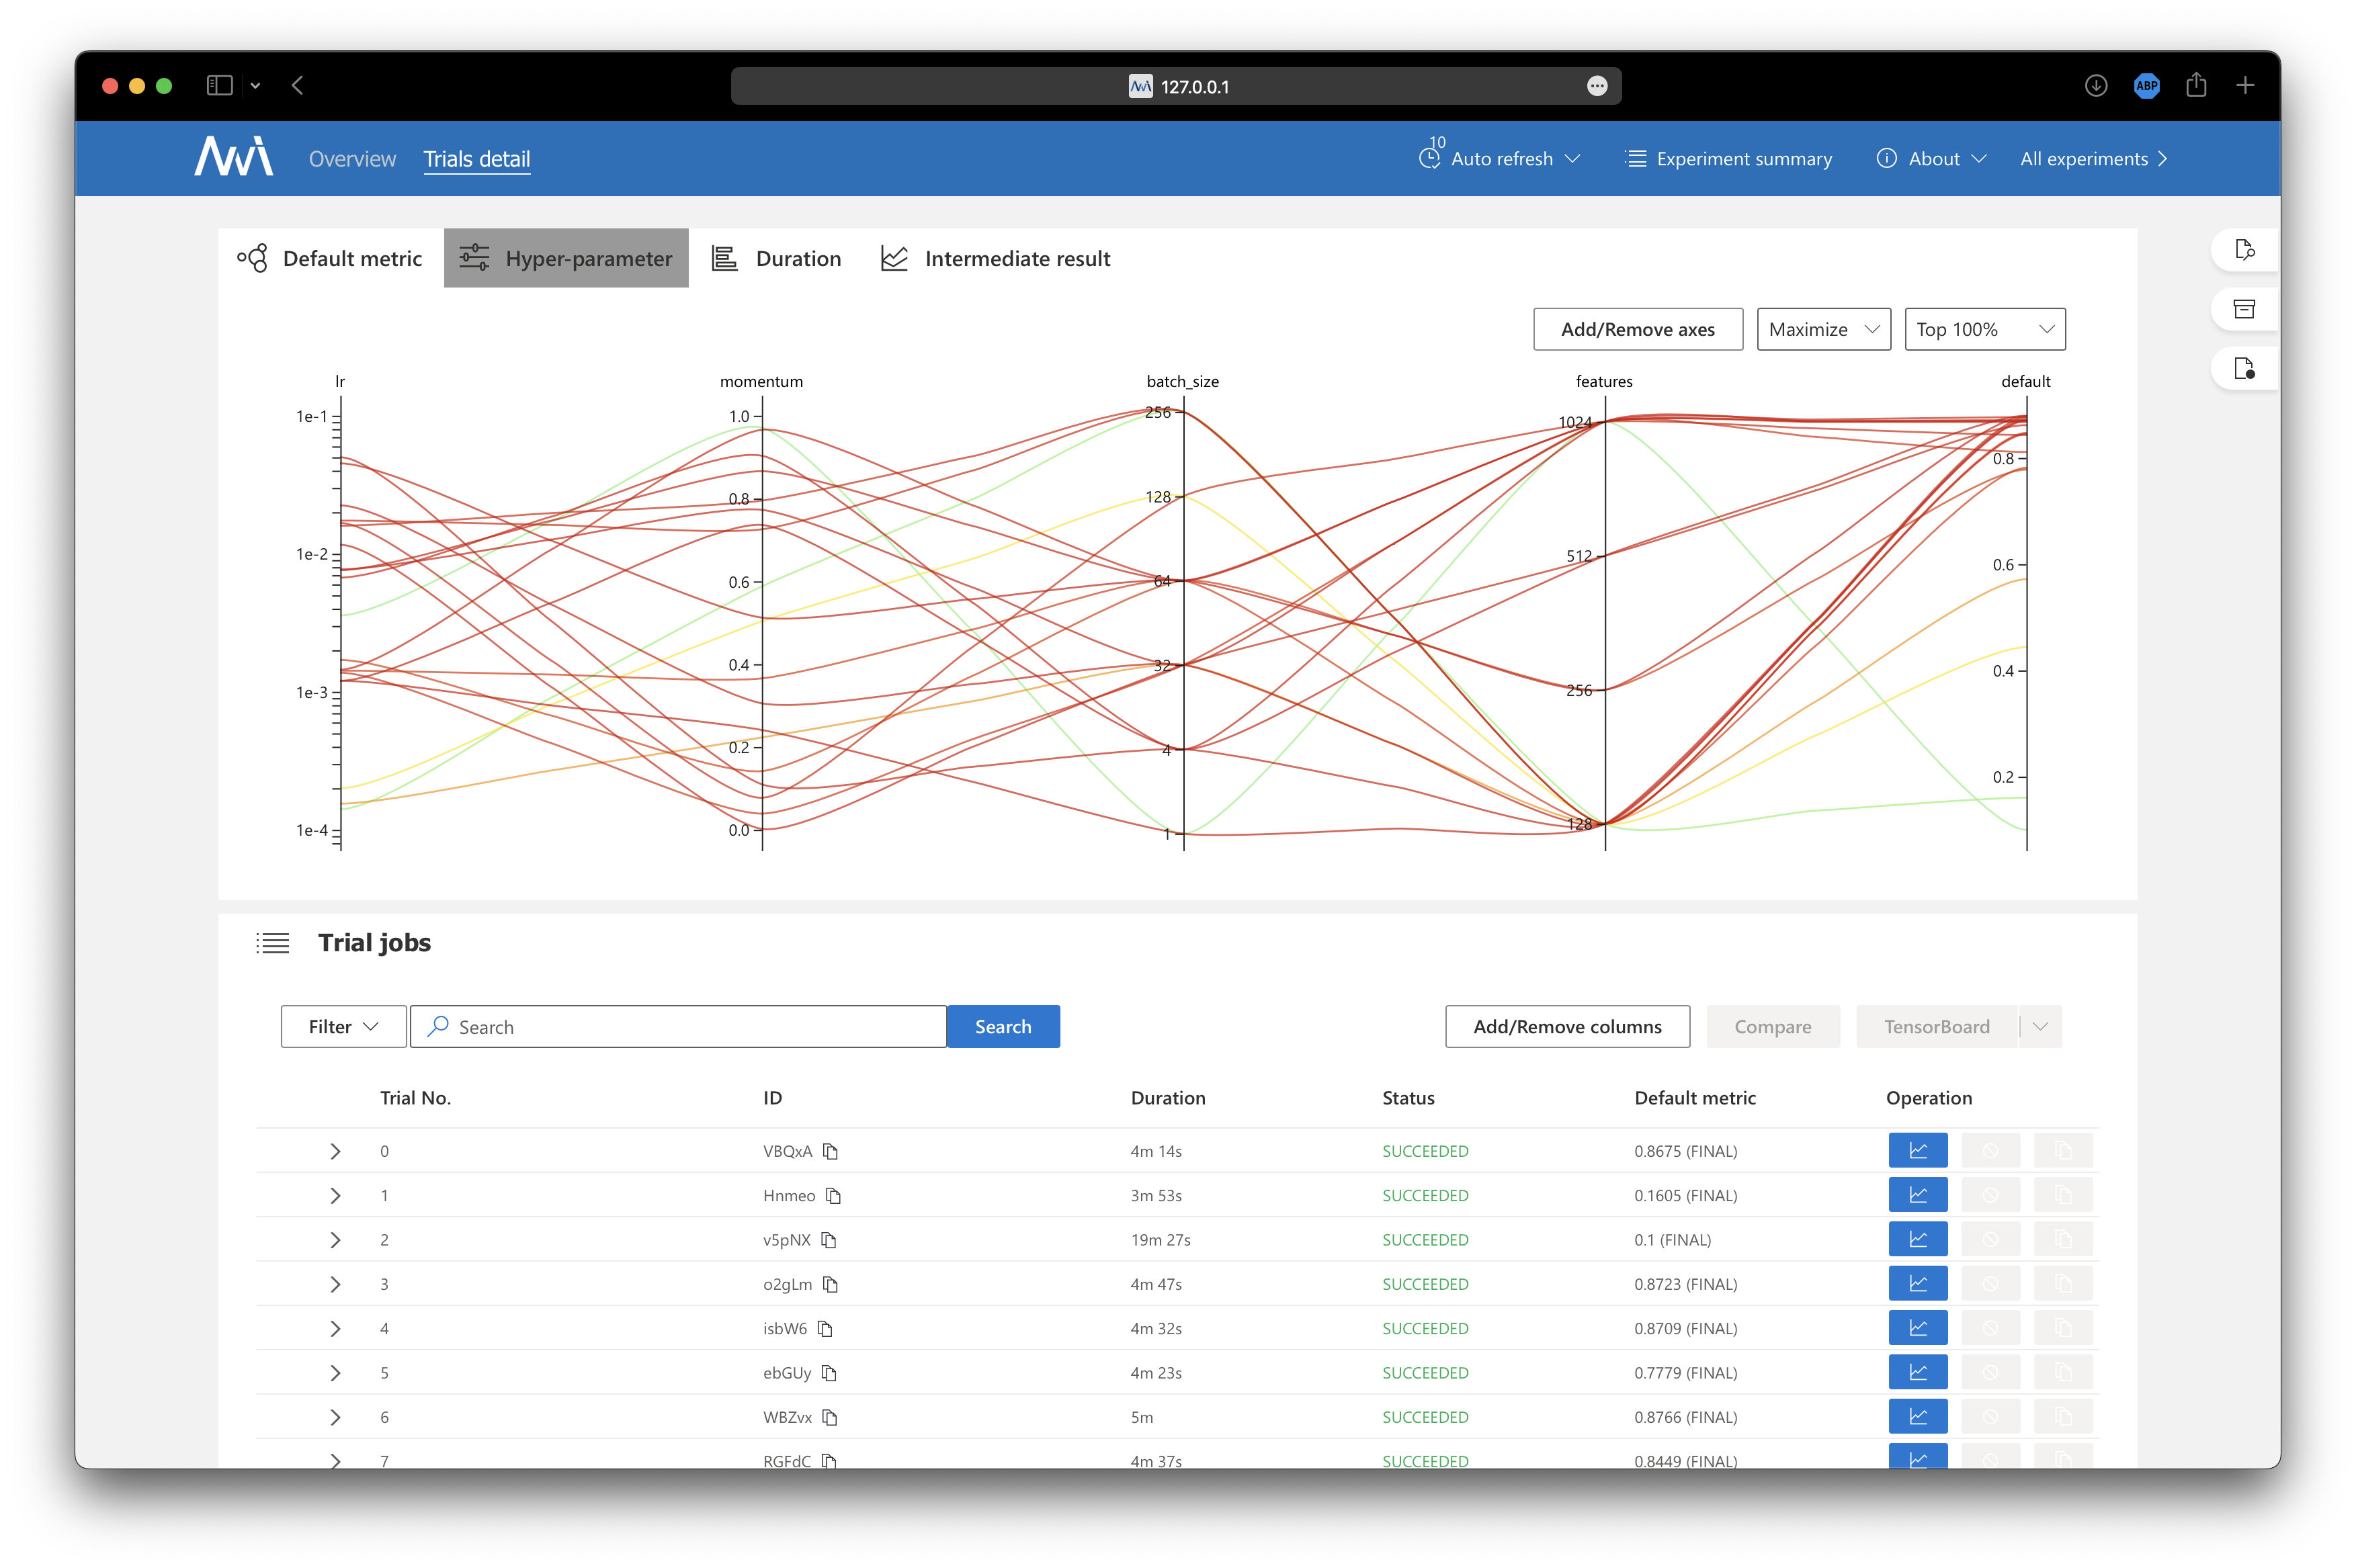 127.0.0.1
ABP
Overview Trials detail 10 Auto refresh Experiment summary About All experiments
Default metric Hyper-parameter Duration Intermediate result
Add/Remove axes Maximize Top 100%
lr momentum batch_size features default
1e-1 1.0 256 1024
0.8 128 0.8
1e-2 0.6 64 512 0.6
1e-3 0.4 32 256 0.4
0.2 4 0.2
1e-4 0.0 1 128
Trial jobs
Filter Search Search Add/Remove columns Compare TensorBoard
Trial No. ID Duration Status Default metric Operation
0 VBQxA 4m 14s SUCCEEDED 0.8675 (FINAL)
1 Hnmeo 3m 53s SUCCEEDED 0.1605 (FINAL)
2 v5pNX 19m 27s SUCCEEDED 0.1 (FINAL)
3 o2gLm 4m 47s SUCCEEDED 0.8723 (FINAL)
4 isbW6 4m 32s SUCCEEDED 0.8709 (FINAL)
5 ebGUy 4m 23s SUCCEEDED 0.7779 (FINAL)
6 WBZvx 5m SUCCEEDED 0.8766 (FINAL)
7 RGFdC 4m 37s SUCCEEDED 0.8449 (FINAL)